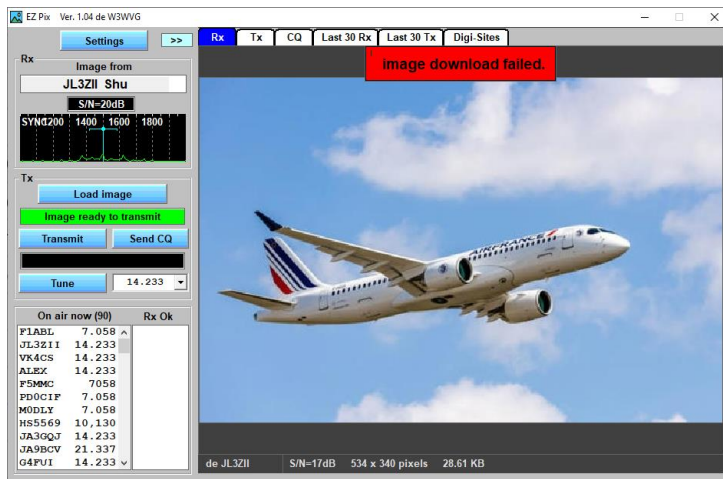 EZ Pix Ver. 1.04 de W3WVG
Settings
>>
Rx
Image from
JL3ZII Shu
S/N=20dB
SYNC1200 1400 1600 1800
Tx
Load image
Image ready to transmit
Transmit Send CQ
Tune 14.233
On air now (90) Rx Ok
F1ABL 7.058
JL3ZII 14.233
VK4CS 14.233
ALEX 14.233
F5MMC 7058
PD0CIF 7.058
M0DLY 7.058
HS5569 10,130
JA3GQJ 14.233
JA9BCV 21.337
G4FUI 14.233
Rx Tx CQ Last 30 Rx Last 30 Tx Digi-Sites
image download failed.
AIRFRANCE
de JL3ZII S/N=17dB 534 x 340 pixels 28.61 KB